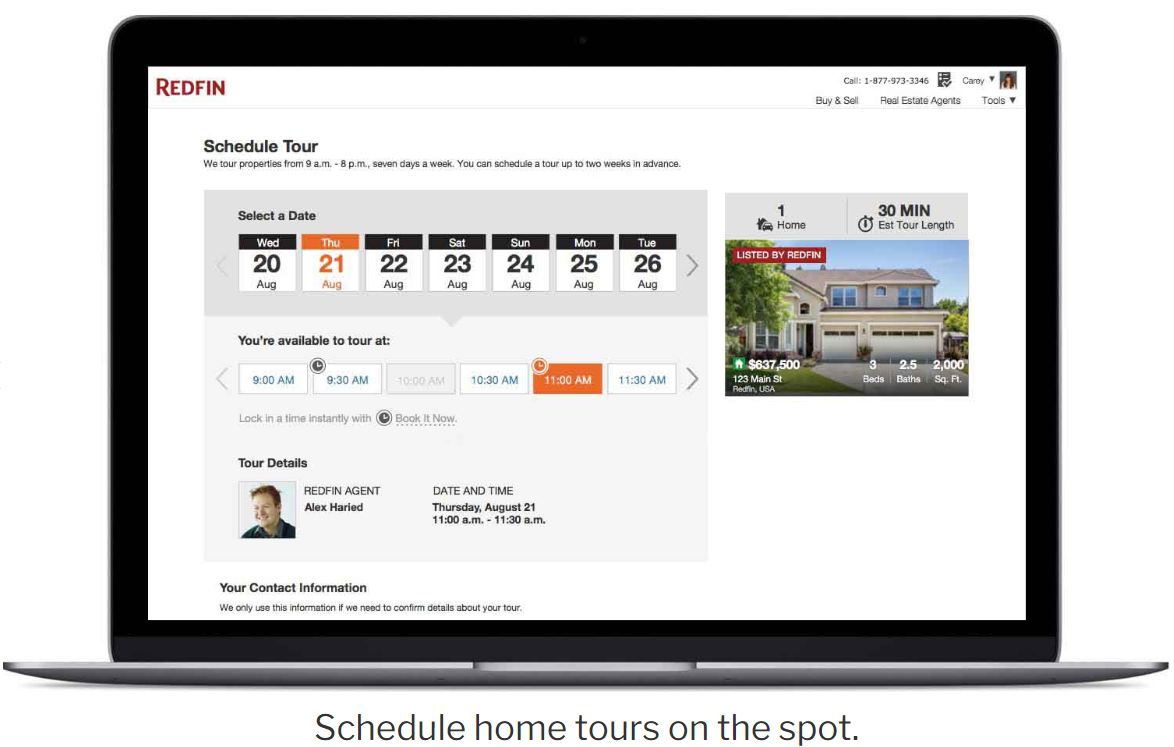 REDFIN
Call: 1-877-973-3346 Carey ▼
Buy & Sell Real Estate Agents Tools ▼
Schedule Tour
We tour properties from 9 a.m. - 8 p.m., seven days a week. You can schedule a tour up to two weeks in advance.
Select a Date
Wed Thu Fri Sat Sun Mon Tue
20 21 22 23 24 25 26
Aug Aug Aug Aug Aug Aug Aug
You're available to tour at:
9:00 AM 9:30 AM 10:00 AM 10:30 AM 11:00 AM 11:30 AM
Lock in a time instantly with Book It Now.
Tour Details
REDFIN AGENT
Alex Haried
DATE AND TIME
Thursday, August 21
11:00 a.m. - 11:30 a.m.
Your Contact Information
We only use this information if we need to confirm details about your tour.
1
Home
30 MIN
Est Tour Length
LISTED BY REDFIN
$637,500 3 2.5 2,000
123 Main St Beds Baths Sq. Ft.
Redfin, USA
Schedule home tours on the spot.